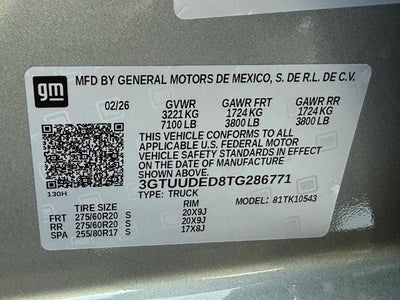 gm
MFD BY GENERAL MOTORS DE MEXICO, S. DE R.L. DE C.V.
02/26 GVWR GAWR FRT GAWR RR
3221 KG 1724 KG 1724 KG
7100 LB 3800 LB 3800 LB
THIS VEHICLE CONFORMS TO ALL
APPLICABLE U.S. FEDERAL MOTOR
VEHICLE SAFETY STANDARDS IN EFFECT ON
THE DATE OF MANUFACTURE
SHOWN ABOVE.
3GTUUDED8TG286771
130H
TYPE: TRUCK MODEL: 81TK10543
TIRE SIZE RIM
FRT 275/60R20 S 20X9J
RR 275/60R20 S 20X9J
SPA 255/80R17 S 17X8J